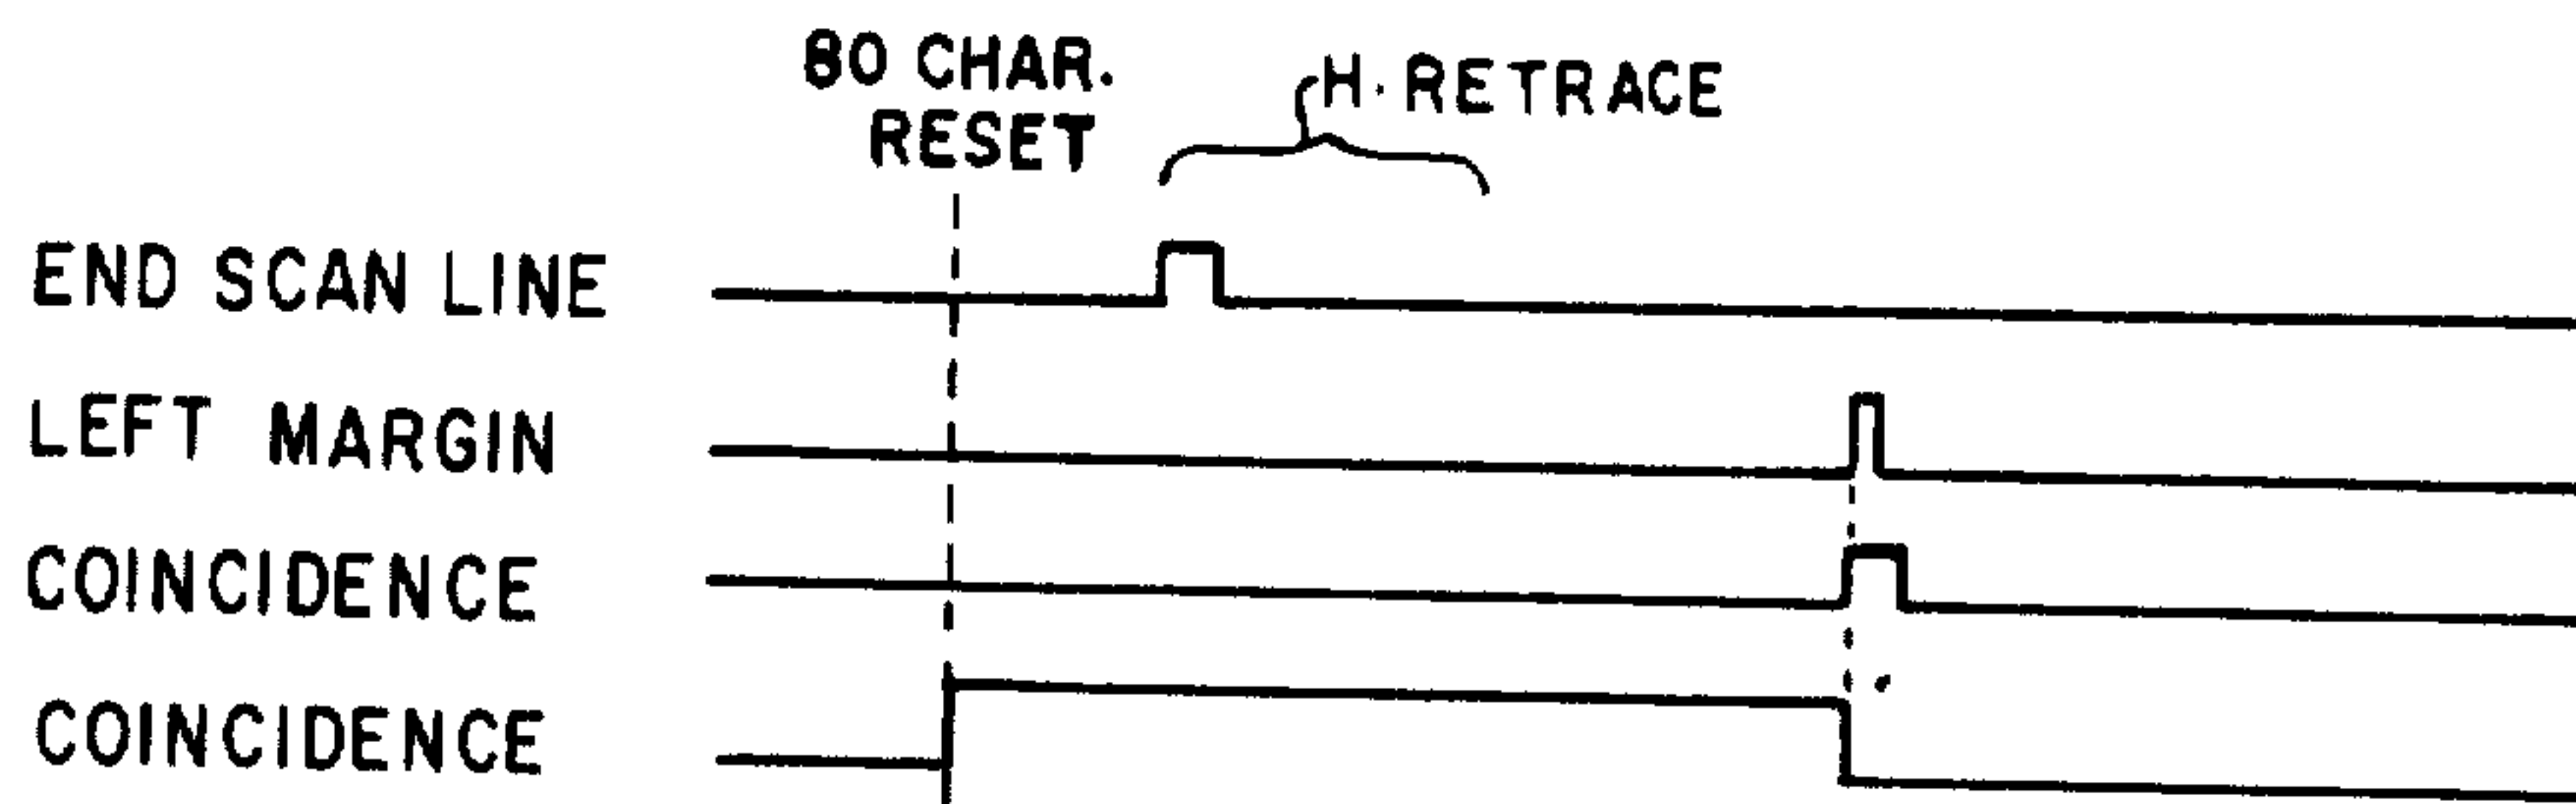 80 CHAR.
RESET
H. RETRACE
END SCAN LINE
LEFT MARGIN
COINCIDENCE
COINCIDENCE